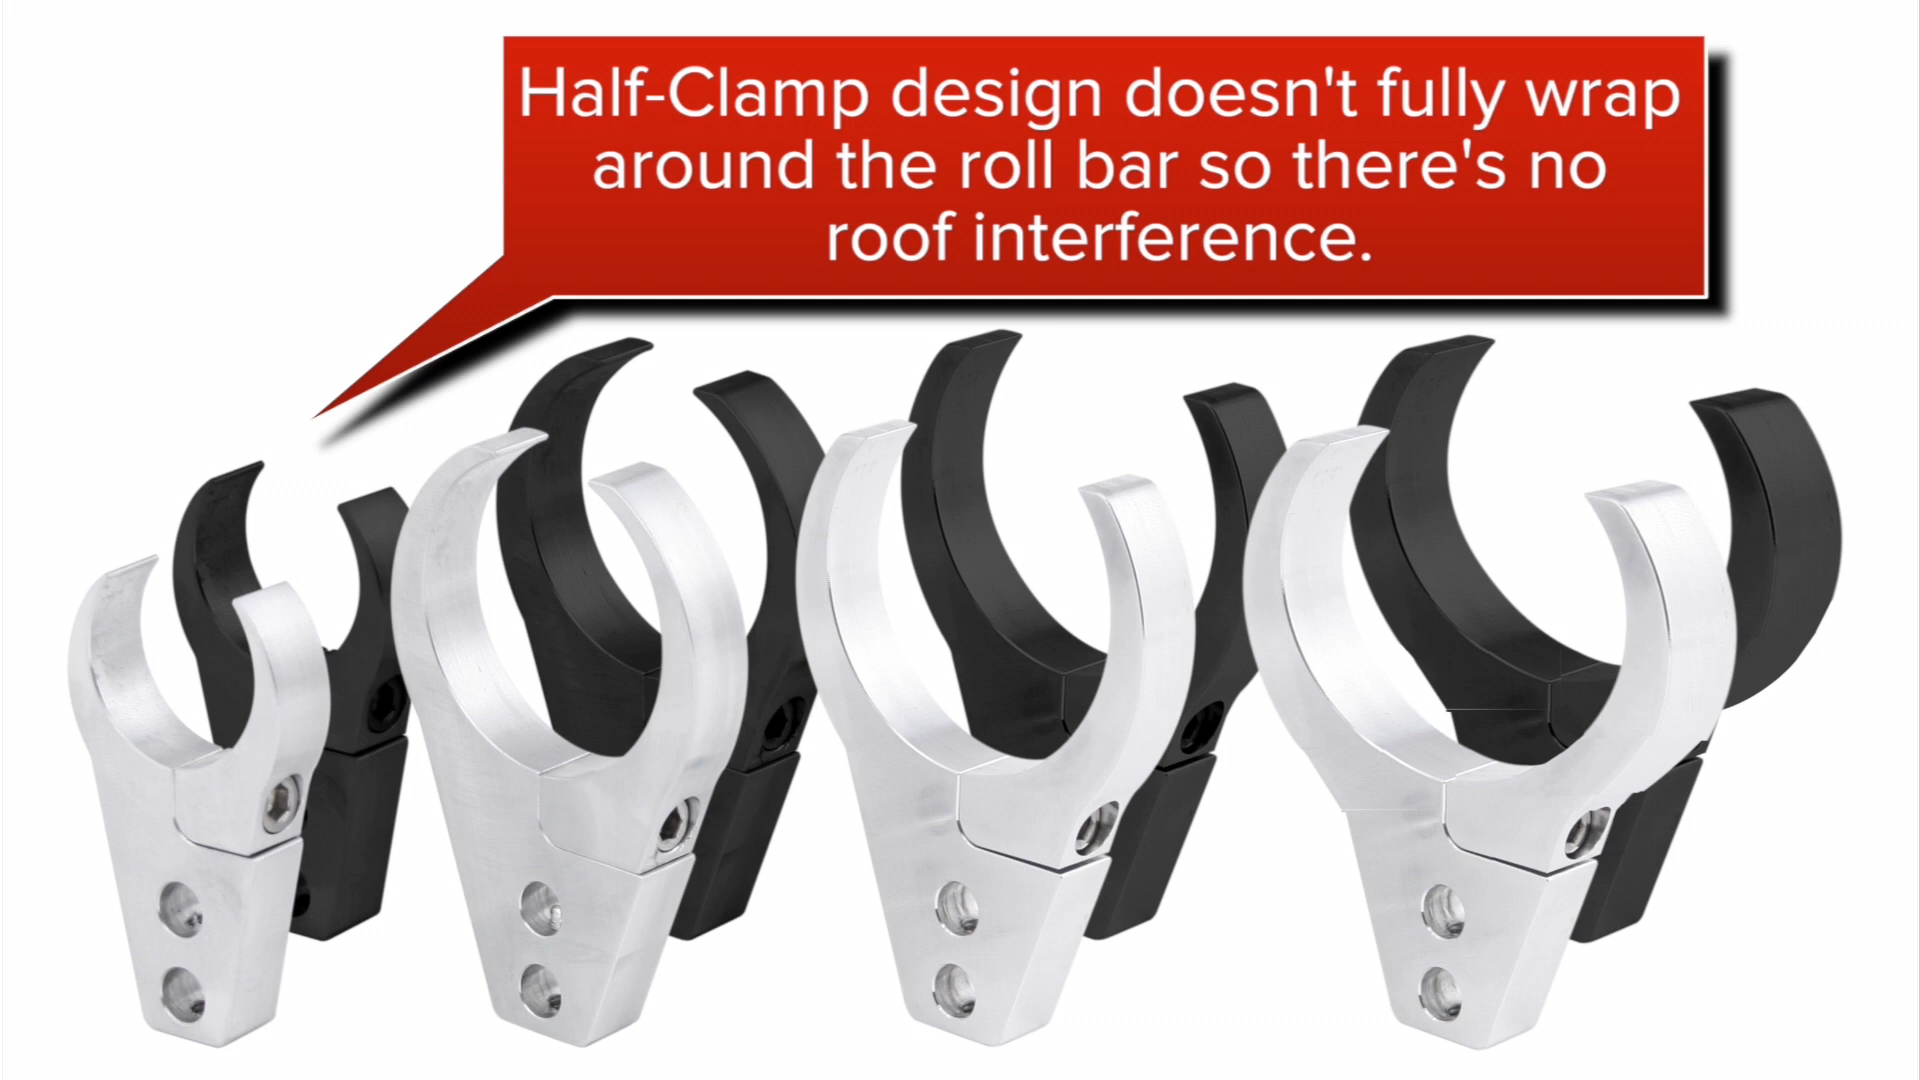 Half-Clamp design doesn't fully wrap
around the roll bar so there's no
roof interference.